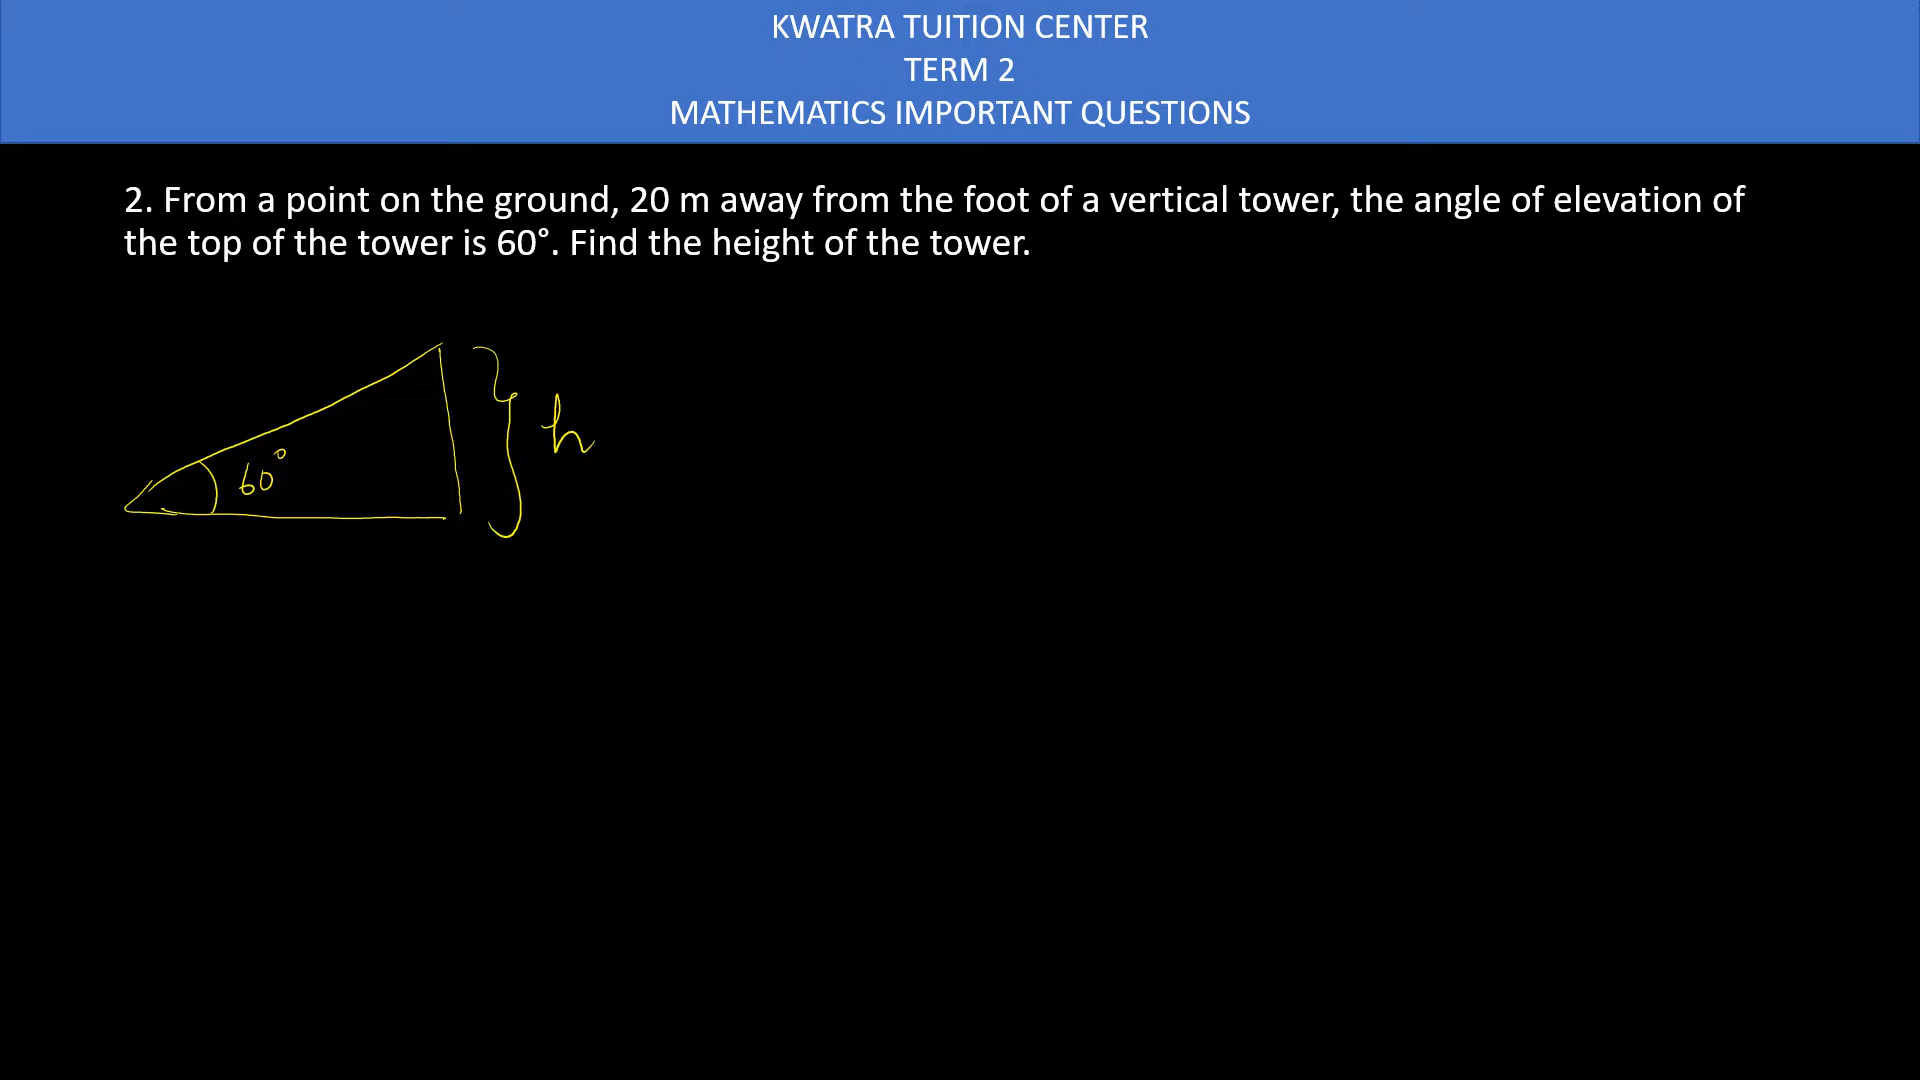 KWATRA TUITION CENTER
TERM 2
MATHEMATICS IMPORTANT QUESTIONS
2. From a point on the ground, 20 m away from the foot of a vertical tower, the angle of elevation of
the top of the tower is 60°. Find the height of the tower.
h
60°